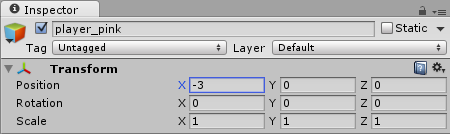 Inspector
player_pink Static
Tag Untagged Layer Default
Transform
Position X -3 Y 0 Z 0
Rotation X 0 Y 0 Z 0
Scale X 1 Y 1 Z 1